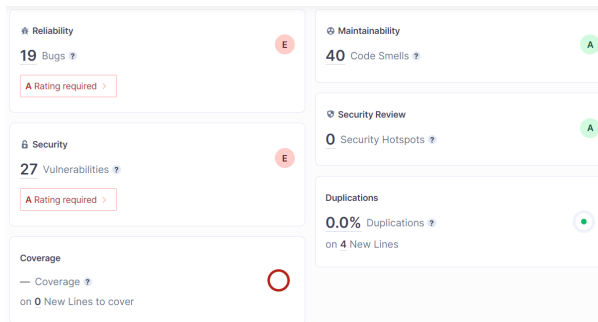 Reliability
19 Bugs ?
E
A Rating required >
Security
27 Vulnerabilities ?
E
A Rating required >
Coverage
— Coverage ?
on 0 New Lines to cover
Maintainability
40 Code Smells ?
A
Security Review
0 Security Hotspots ?
A
Duplications
0.0% Duplications ?
on 4 New Lines